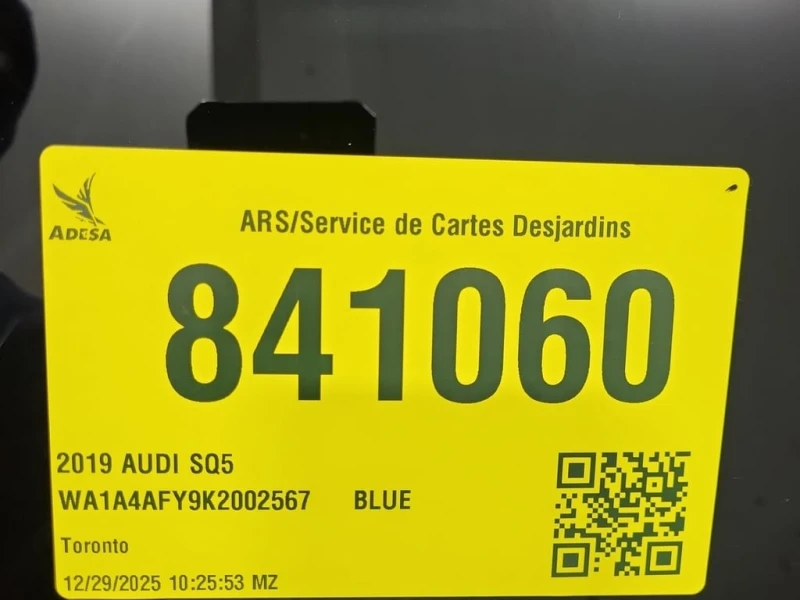 ADESA
ARS/Service de Cartes Desjardins
841060
2019 AUDI SQ5
WA1A4AFY9K2002567 BLUE
Toronto
12/29/2025 10:25:53 MZ